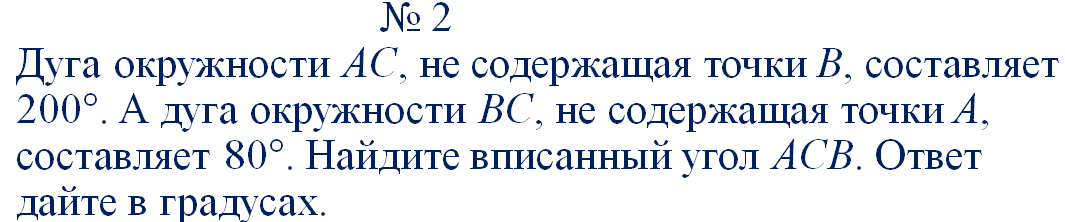 № 2
Дуга окружности AC, не содержащая точки B, составляет
200°. А дуга окружности BC, не содержащая точки A,
составляет 80°. Найдите вписанный угол ACB. Ответ
дайте в градусах.